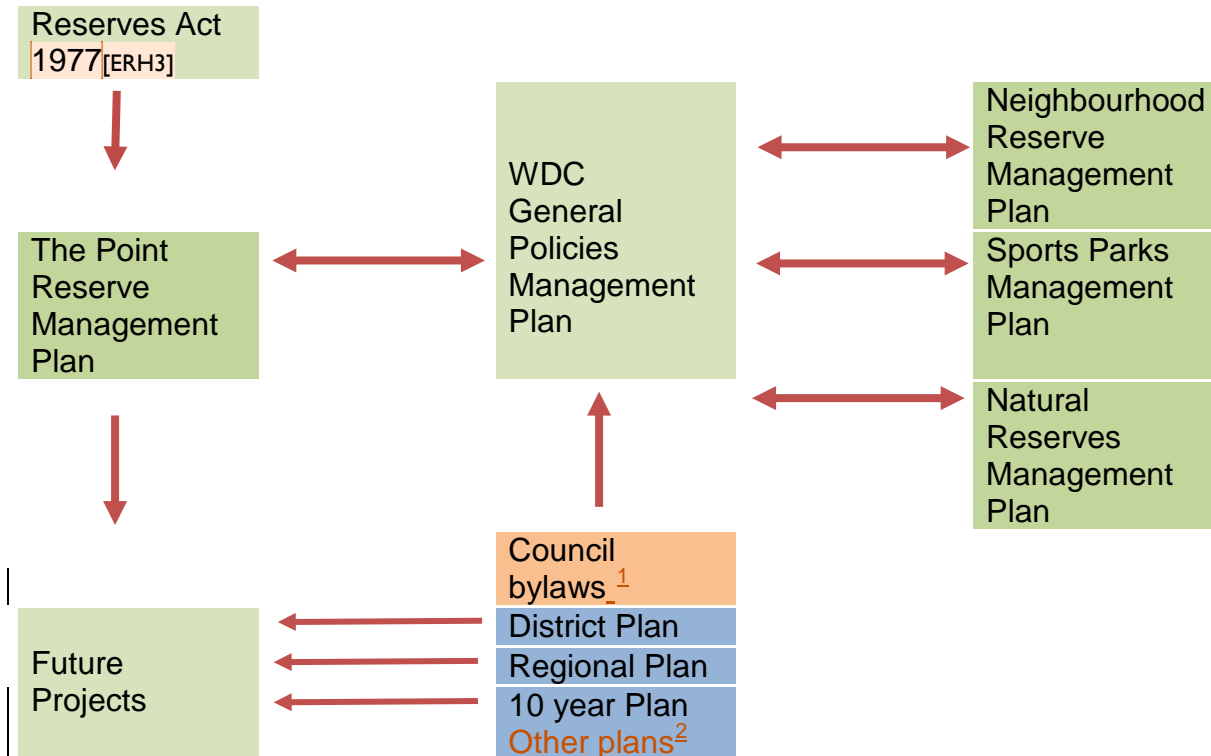 Reserves Act
1977[ERH3]
The Point
Reserve
Management
Plan
Future
Projects
WDC
General
Policies
Management
Plan
Council
bylaws 1
District Plan
Regional Plan
10 year Plan
Other plans2
Neighbourhood
Reserve
Management
Plan
Sports Parks
Management
Plan
Natural
Reserves
Management
Plan